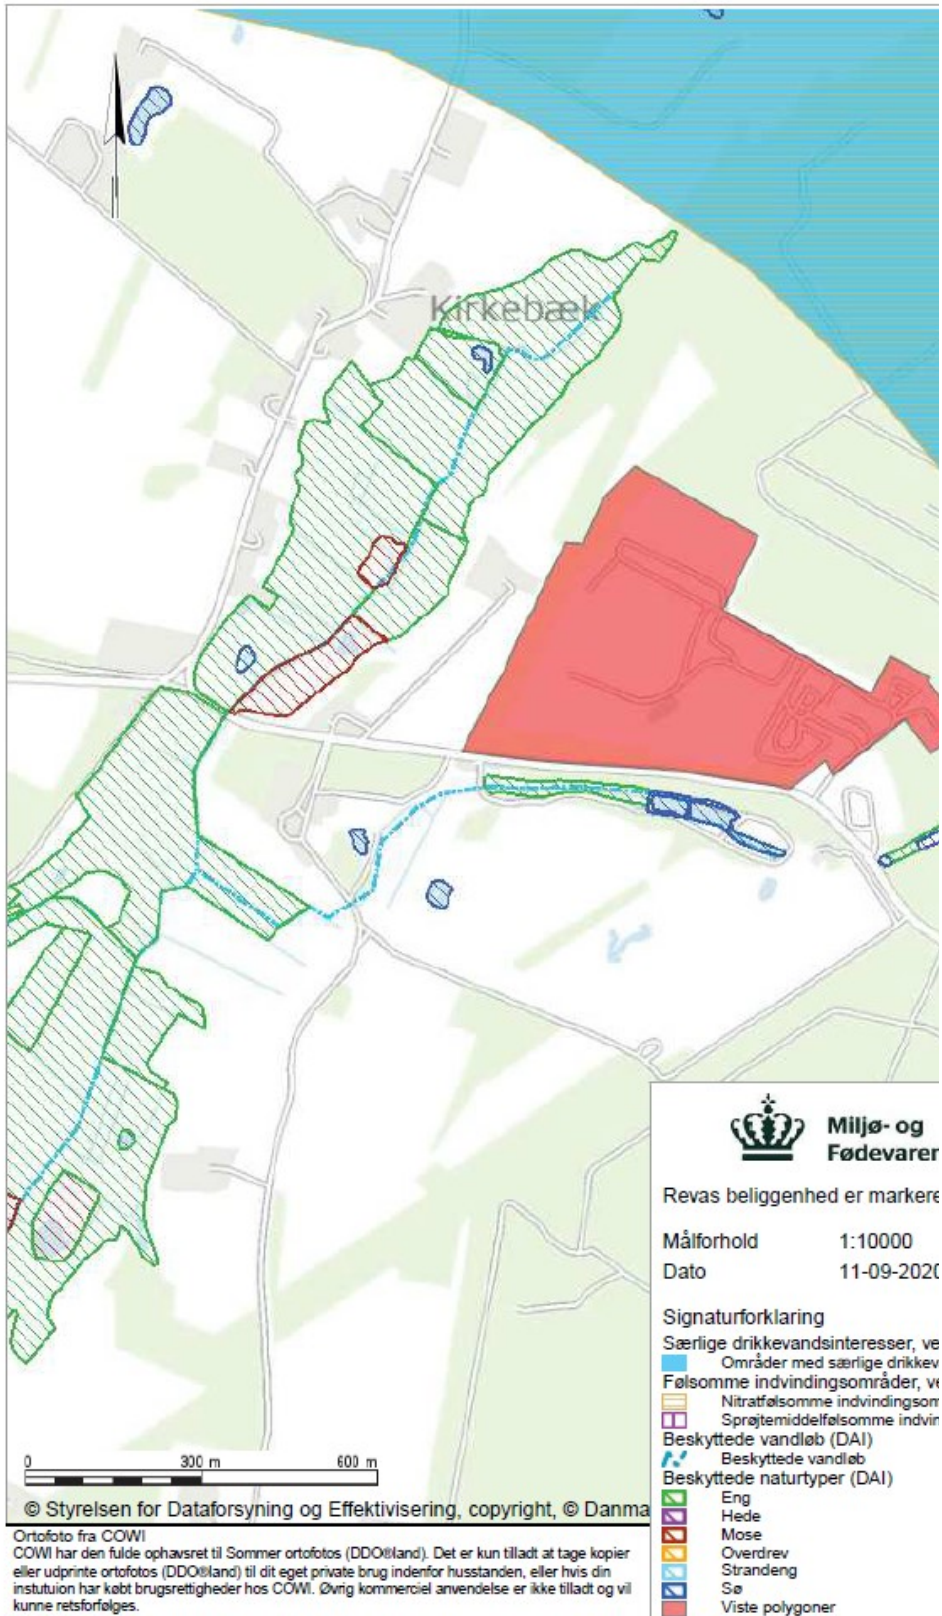 Kirkebæk
Miljø- og
Fødevarer
Revas beliggenhed er markere
Målforhold 1:10000
Dato 11-09-2020
Signaturforklaring
Særlige drikkevandsinteresser, ve
Områder med særlige drikkev
Følsomme indvindingsområder, ve
Nitratfølsomme indvindingsom
Sprøjtemiddelfølsomme indvin
Beskyttede vandløb (DAI)
Beskyttede vandløb
Beskyttede naturtyper (DAI)
Eng
Hede
Mose
Overdrev
Strandeng
Sø
Viste polygoner
0 300 m 600 m
© Styrelsen for Dataforsyning og Effektivisering, copyright, © Danma
Ortofoto fra COWI
COWI har den fulde ophavsret til Sommer ortofotos (DDO®land). Det er kun tilladt at tage kopier
eller udprinte ortofotos (DDO®land) til dit eget private brug indenfor husstanden, eller hvis din
instutuion har købt brugsrettigheder hos COWI. Øvrig kommerciel anvendelse er ikke tilladt og vil
kunne retsforfølges.